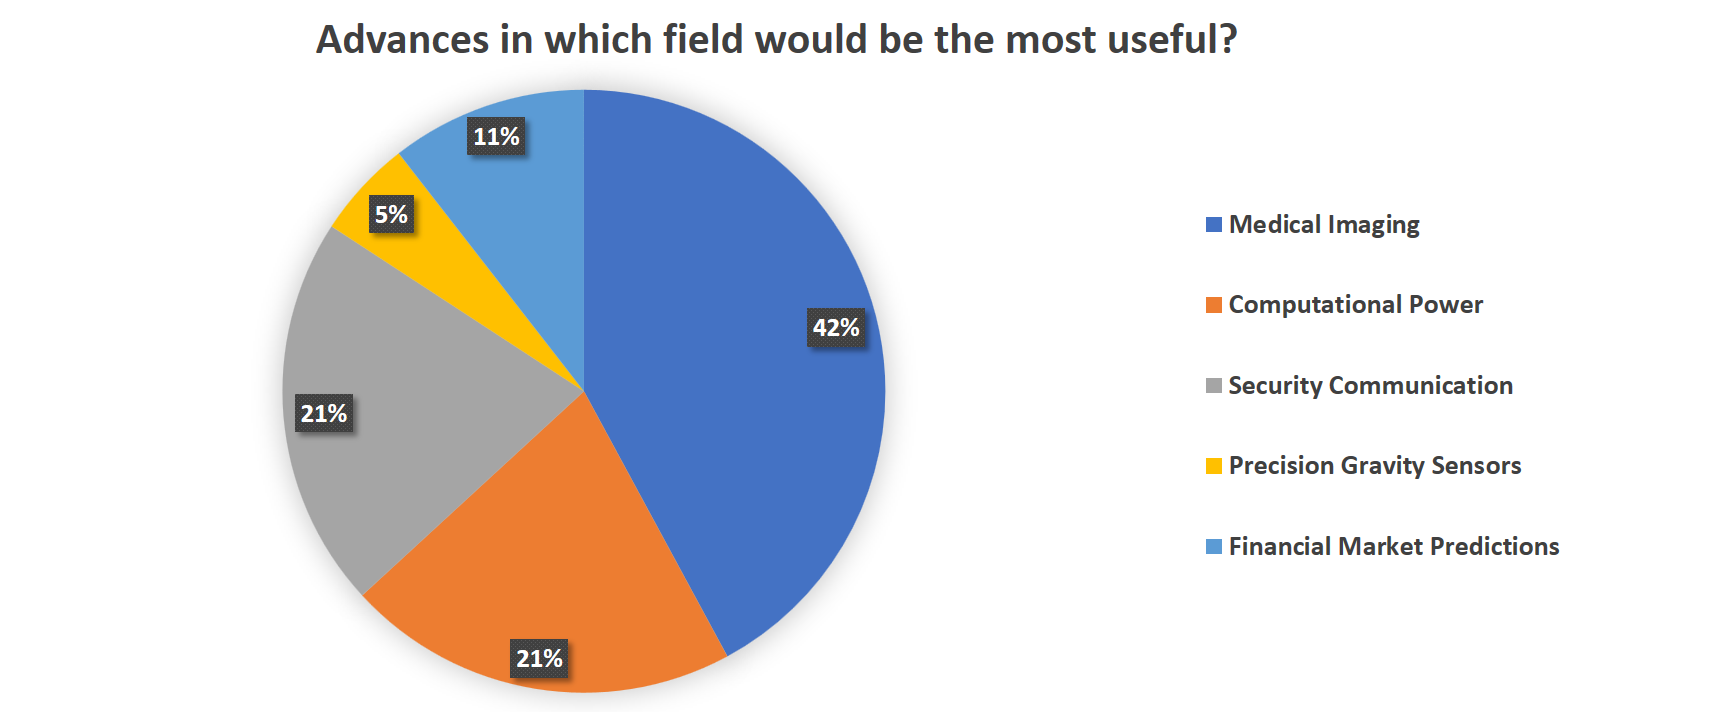 Advances in which field would be the most useful?
11%
5%
42%
21%
21%
Medical Imaging
Computational Power
Security Communication
Precision Gravity Sensors
Financial Market Predictions